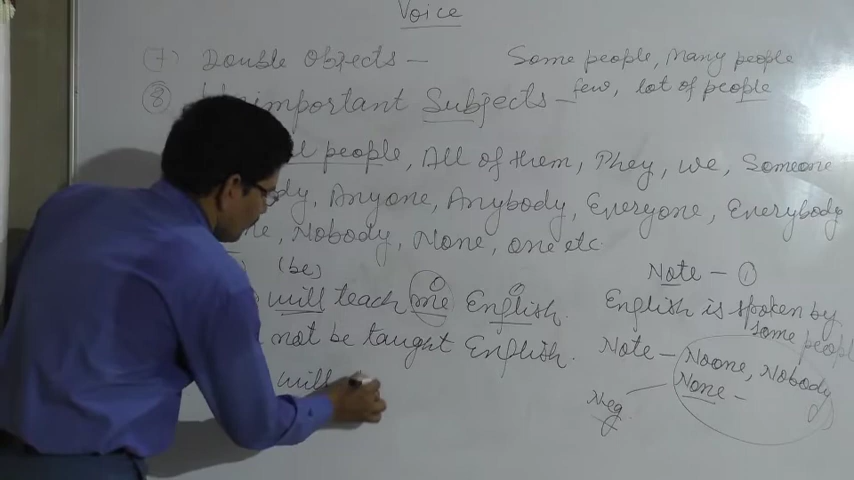 Voice
7) Double Objects - Some people, Many people
8 Unimportant Subjects - few, lot of people
people, All of them, They, we, Someone
dy, Anyone, Anybody, Everyone, Everybody
ne, Nobody, None, one etc.
(be) Note - 1
will teach me English. English is spoken by
O O
some people
not be taught English. Note - Noone, Nobody
None -
will
Neg